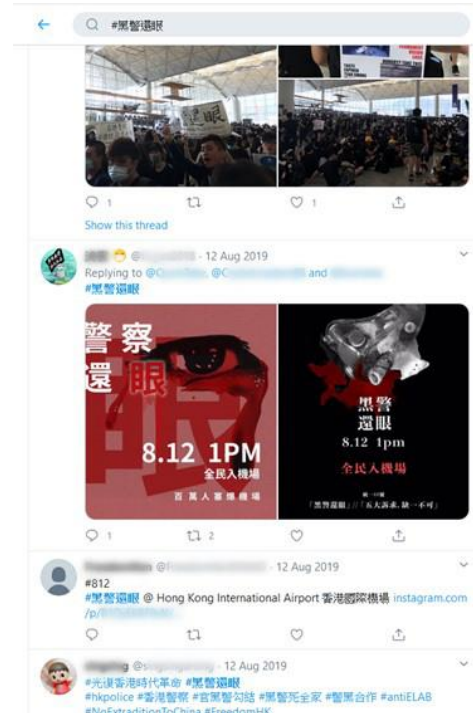 #黑警還眼
眼
1
1
Show this thread
@
· 12 Aug 2019
Replying to @
, @
and
#黑警還眼
警察
還眼
8.12 1PM
全民入機場
百萬人塞爆機場
黑警
還眼
8.12 1pm
全民入機場
統一口號
「黑警還眼」//「五大訴求,缺一不可」
1
2
@
· 12 Aug 2019
#812
#黑警還眼 @ Hong Kong International Airport 香港國際機場 instagram.com
/p/
@
· 12 Aug 2019
#光復香港時代革命 #黑警還眼
#hkpolice #香港警察 #官黑警勾結 #黑警死全家 #警黑合作 #antiELAB
#NoExtraditionToChina #FreedomHK